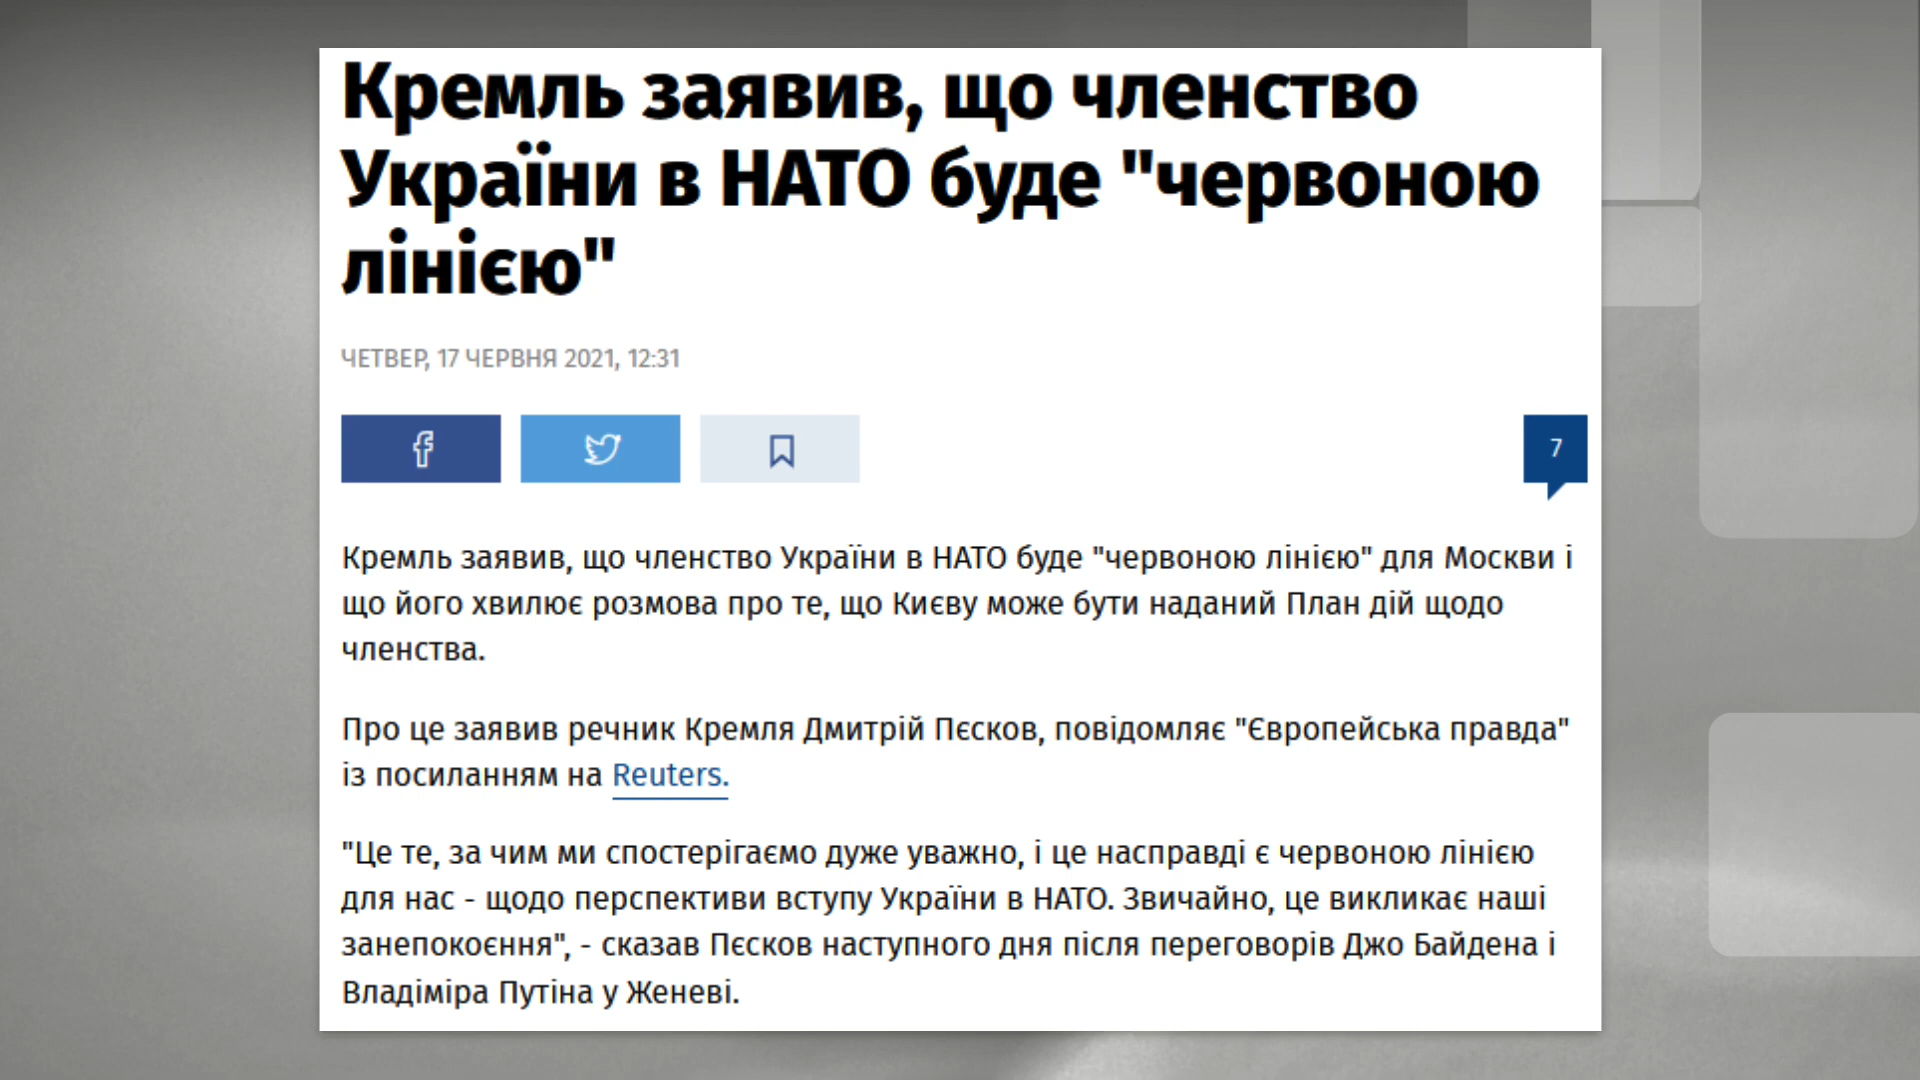 Кремль заявив, що членство
України в НАТО буде "червоною
лінією"
ЧЕТВЕР, 17 ЧЕРВНЯ 2021, 12:31
7
Кремль заявив, що членство України в НАТО буде "червоною лінією" для Москви і
що його хвилює розмова про те, що Києву може бути наданий План дій щодо
членства.
Про це заявив речник Кремля Дмитрій Пєсков, повідомляє "Європейська правда"
із посиланням на Reuters.
"Це те, за чим ми спостерігаємо дуже уважно, і це насправді є червоною лінією
для нас - щодо перспективи вступу України в НАТО. Звичайно, це викликає наші
занепокоєння", - сказав Пєсков наступного дня після переговорів Джо Байдена і
Владіміра Путіна у Женеві.